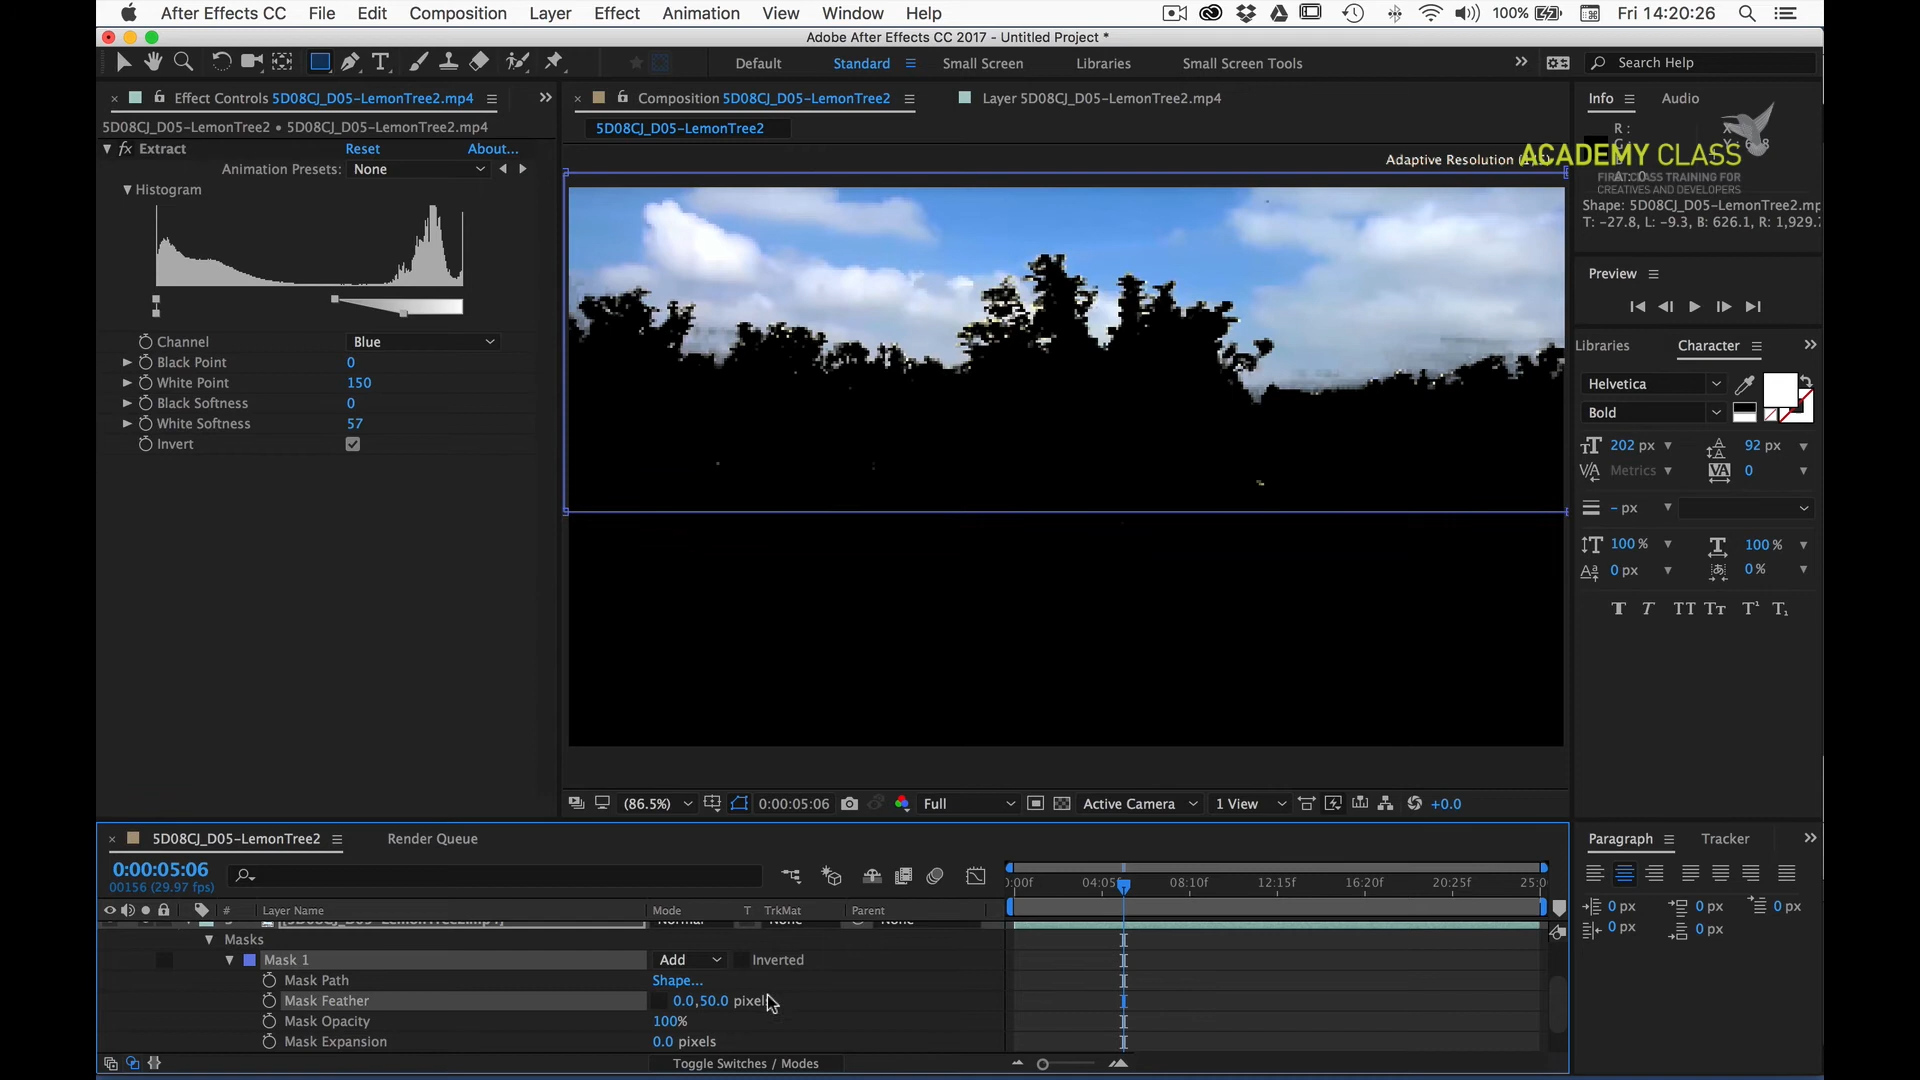 After Effects CC File Edit Composition Layer Effect Animation View Window Help 100% Fri 14:20:26
Adobe After Effects CC 2017 - Untitled Project *
Default Standard Small Screen Libraries Small Screen Tools Search Help
Effect Controls 5D08CJ_D05-LemonTree2.mp4
Composition 5D08CJ_D05-LemonTree2 Layer 5D08CJ_D05-LemonTree2.mp4
Info Audio
5D08CJ_D05-LemonTree2 • 5D08CJ_D05-LemonTree2.mp4
5D08CJ_D05-LemonTree2
fx Extract Reset About...
Animation Presets: None
Histogram
Channel Blue
Black Point 0
White Point 150
Black Softness 0
White Softness 57
Invert
Adaptive Resolution
ACADEMY CLASS
FIRST CLASS TRAINING FOR
CREATIVES AND DEVELOPERS
R :
Shape: 5D08CJ_D05-LemonTree2.mp
T: -27.8, L: -9.3, B: 626.1, R: 1,929.
Preview
Libraries Character
Helvetica
Bold
202 px 92 px
Metrics 0
- px
100 % 100 %
0 px 0 %
T T TT Tт T¹ T₁
(86.5%) 0:00:05:06 Full Active Camera 1 View +0.0
5D08CJ_D05-LemonTree2 Render Queue
0:00:05:06
00156 (29.97 fps)
04:05f 08:10f 12:15f 16:20f 20:25f 25:0
# Layer Name Mode T TrkMat Parent
Masks
Mask 1 Add Inverted
Mask Path Shape...
Mask Feather 0.0,50.0 pixels
Mask Opacity 100%
Mask Expansion 0.0 pixels
Toggle Switches / Modes
Paragraph Tracker
0 px 0 px 0 px
0 px 0 px